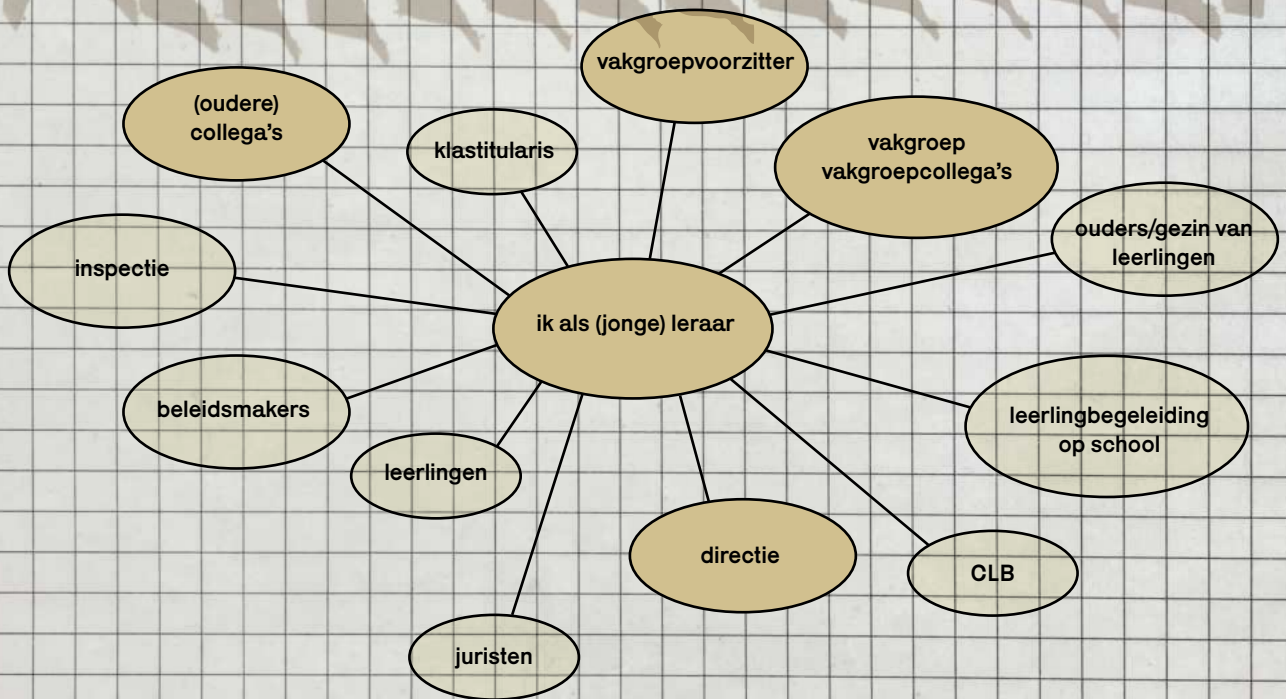 vakgroepvoorzitter
(oudere)
collega's
klastitularis
vakgroep
vakgroepcollega's
ouders/gezin van
leerlingen
inspectie
ik als (jonge) leraar
beleidsmakers
leerlingbegeleiding
op school
leerlingen
directie
CLB
juristen